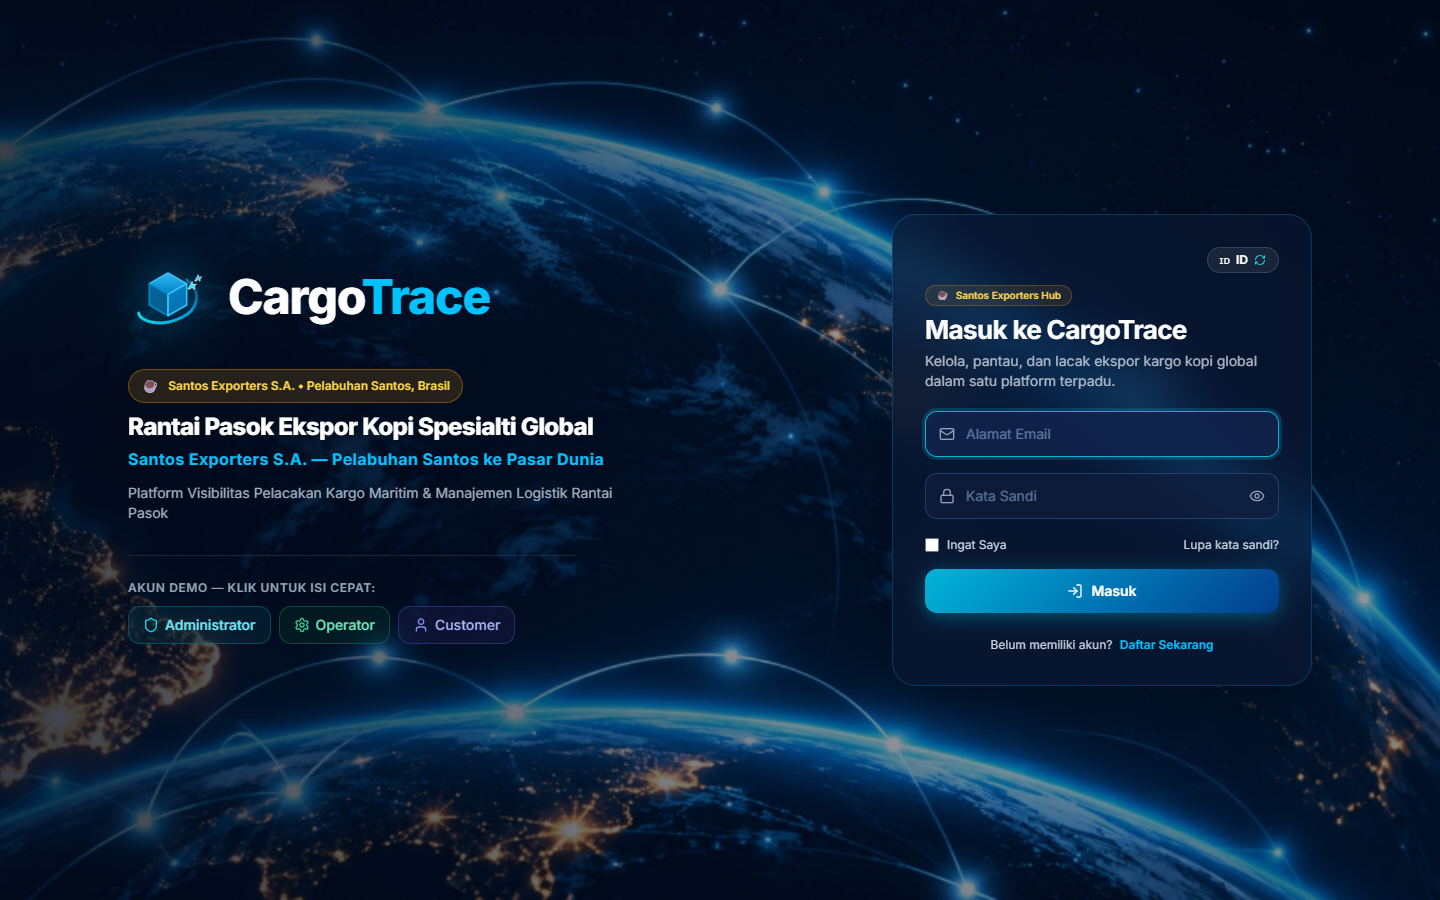 CargoTrace
Santos Exporters S.A. • Pelabuhan Santos, Brasil
Rantai Pasok Ekspor Kopi Spesialti Global
Santos Exporters S.A. — Pelabuhan Santos ke Pasar Dunia
Platform Visibilitas Pelacakan Kargo Maritim & Manajemen Logistik Rantai
Pasok
AKUN DEMO — KLIK UNTUK ISI CEPAT:
Administrator
Operator
Customer
ID ID
Santos Exporters Hub
Masuk ke CargoTrace
Kelola, pantau, dan lacak ekspor kargo kopi global
dalam satu platform terpadu.
Alamat Email
Kata Sandi
Ingat Saya
Lupa kata sandi?
Masuk
Belum memiliki akun? Daftar Sekarang